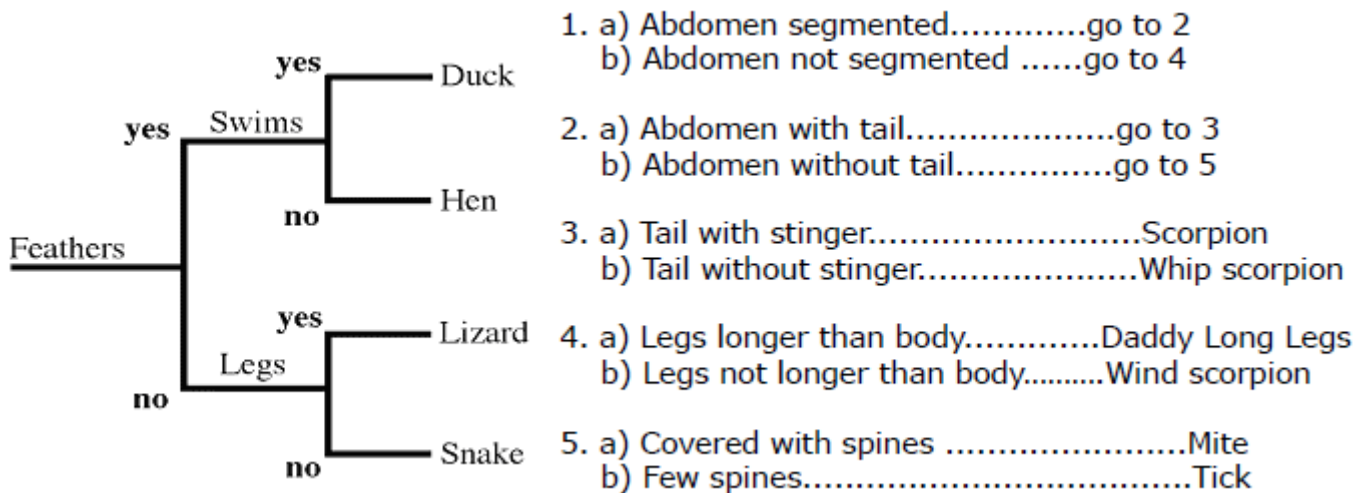 yes
Duck
yes
Swims
no
Hen
Feathers
yes
Lizard
Legs
no
no
Snake
1. a) Abdomen segmented.............go to 2
b) Abdomen not segmented ......go to 4
2. a) Abdomen with tail.....................go to 3
b) Abdomen without tail................go to 5
3. a) Tail with stinger...........................Scorpion
b) Tail without stinger......................Whip scorpion
4. a) Legs longer than body.............Daddy Long Legs
b) Legs not longer than body..........Wind scorpion
5. a) Covered with spines ........................Mite
b) Few spines.......................................Tick